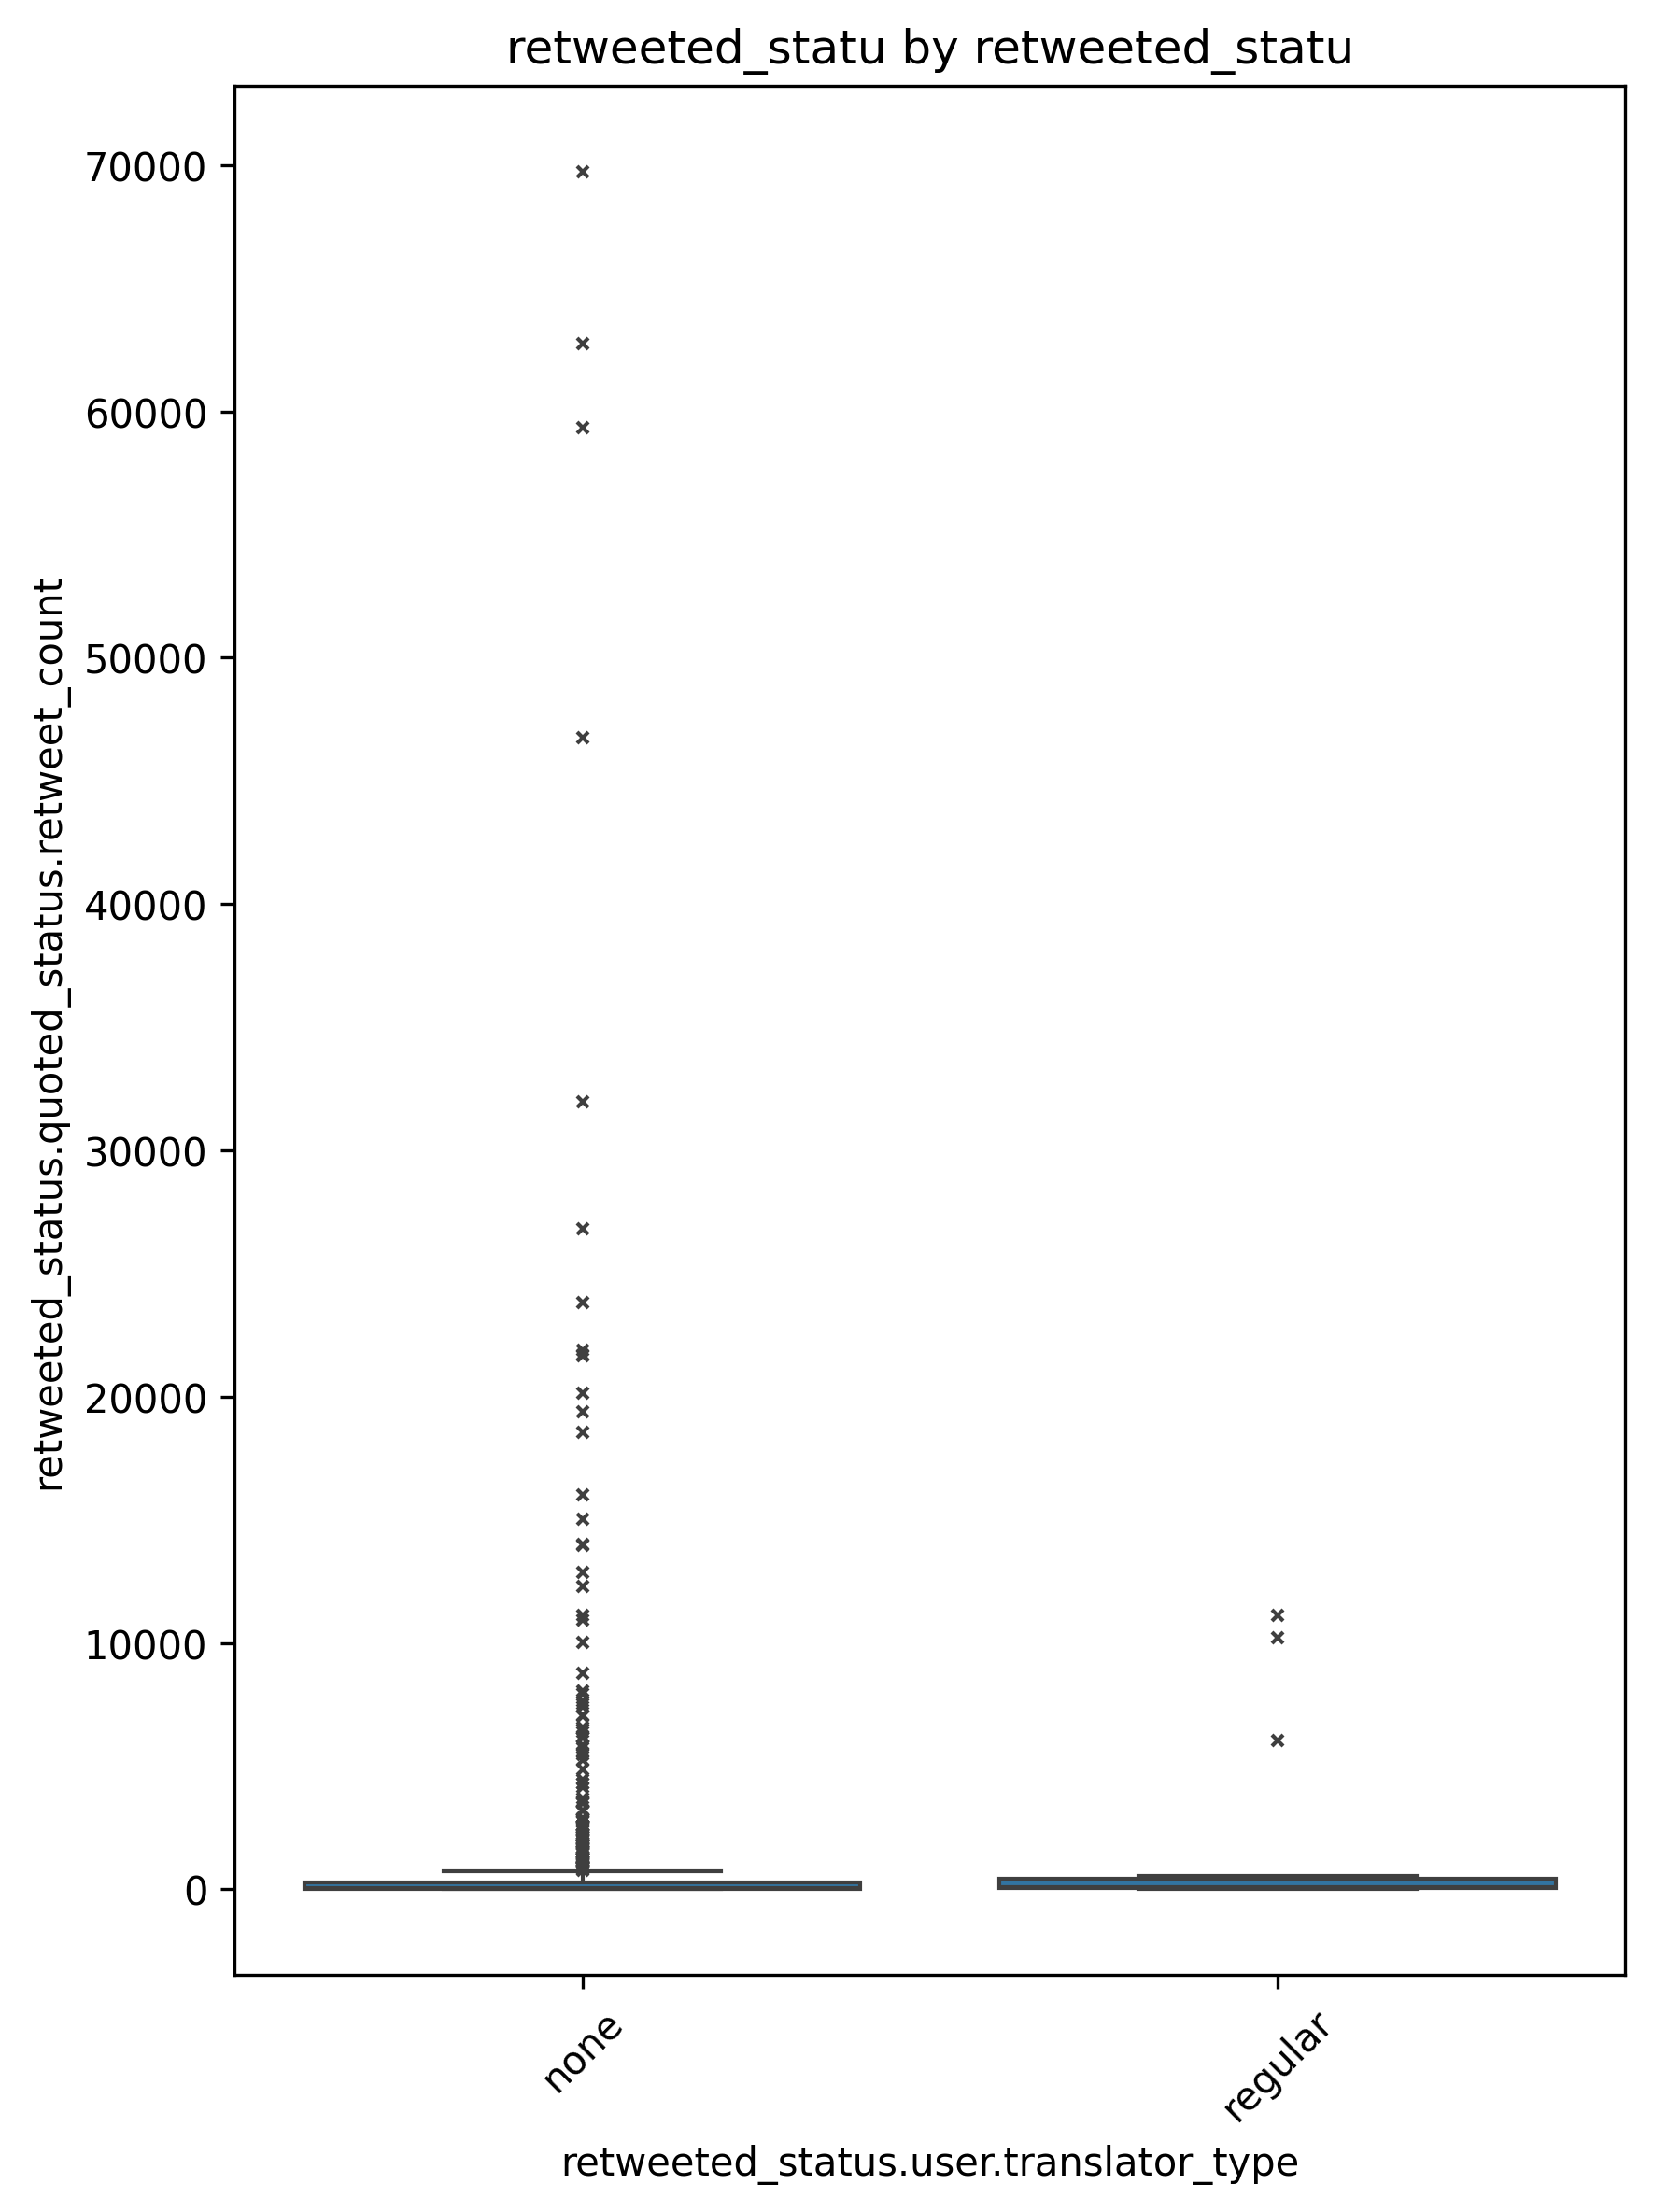 retweeted_statu by retweeted_statu
retweeted_status.quoted_status.retweet_count
70000
60000
50000
40000
30000
20000
10000
0
none
regular
retweeted_status.user.translator_type